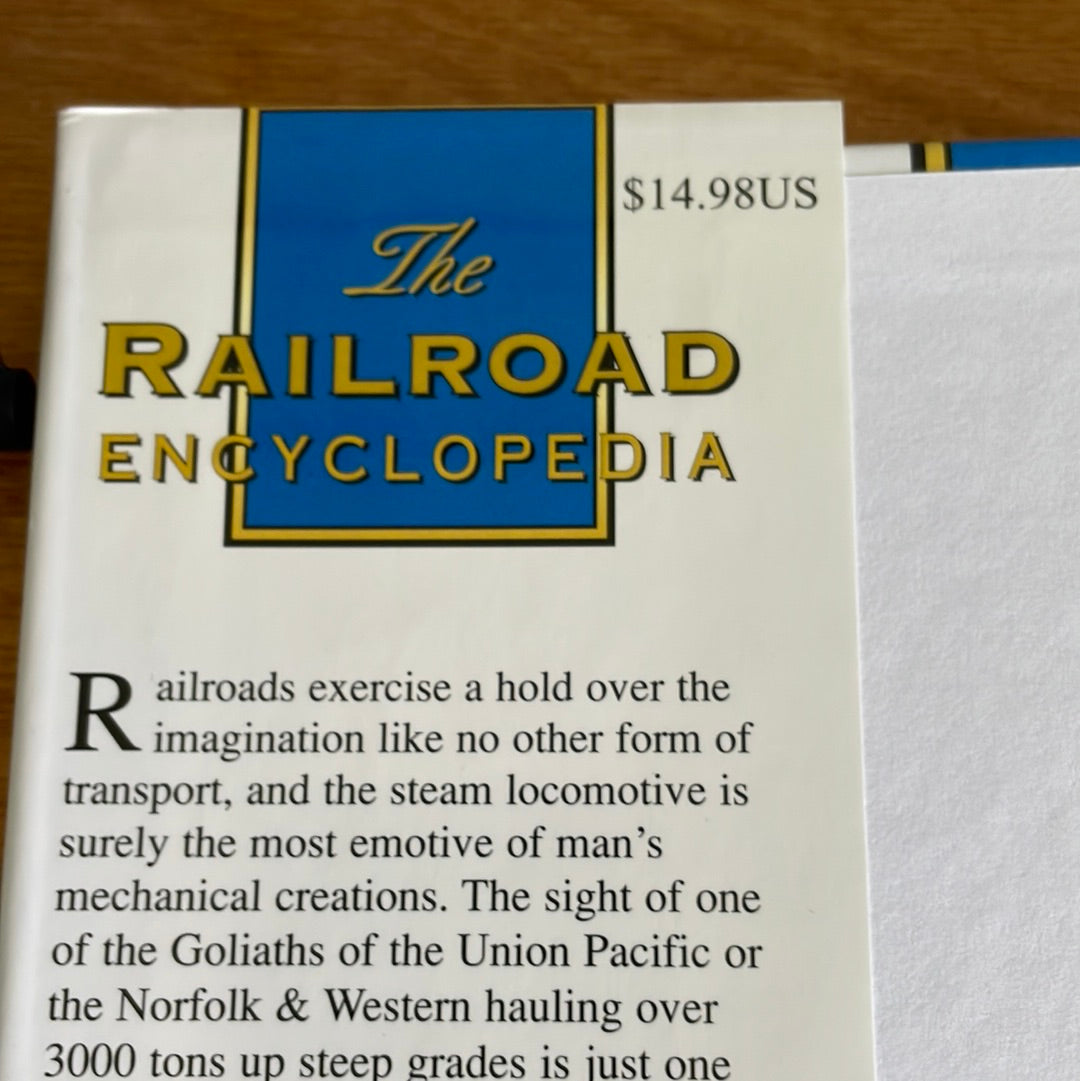 $14.98US
The
RAILROAD
ENCYCLOPEDIA
Railroads exercise a hold over the
imagination like no other form of
transport, and the steam locomotive is
surely the most emotive of man’s
mechanical creations. The sight of one
of the Goliaths of the Union Pacific or
the Norfolk & Western hauling over
3000 tons up steep grades is just one